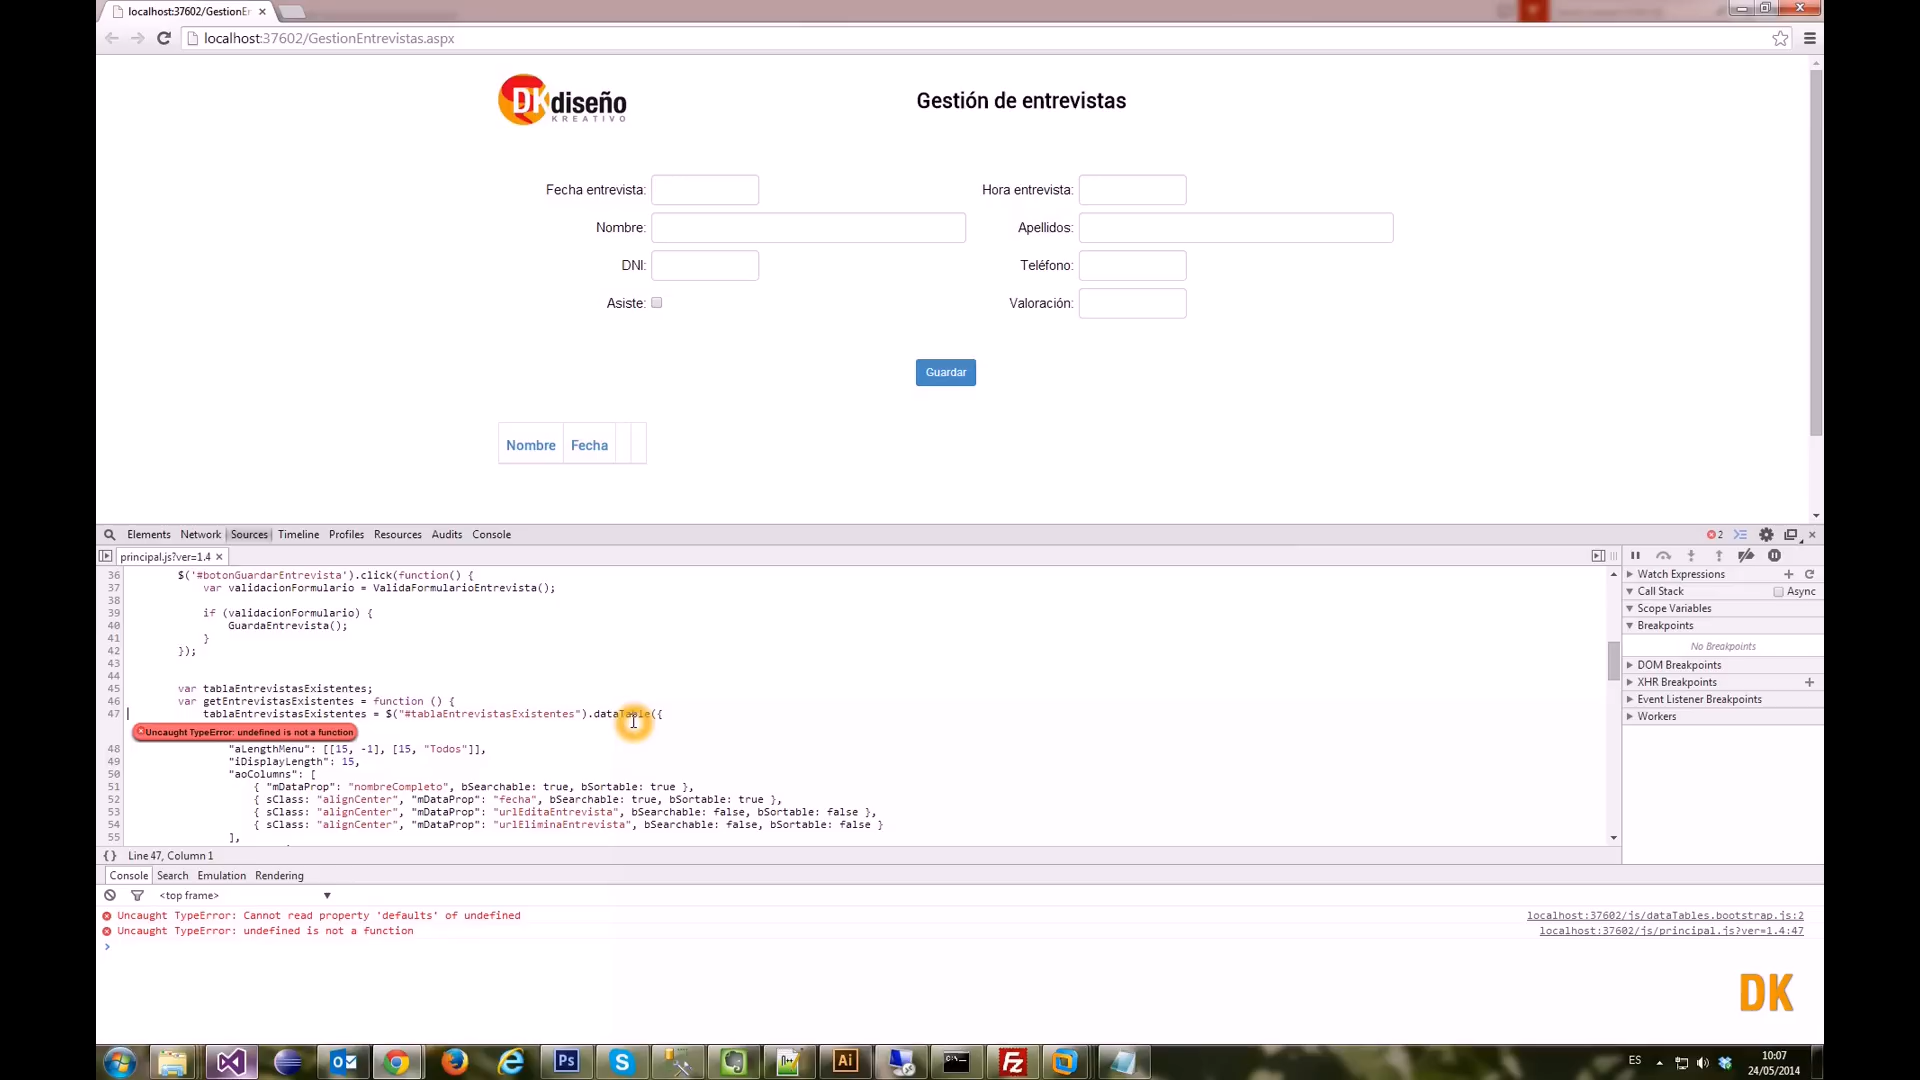 localhost:37602/GestionEr
localhost:37602/GestionEntrevistas.aspx
DKdiseño
KREATIVO
Gestión de entrevistas
Fecha entrevista:
Hora entrevista:
Nombre:
Apellidos:
DNI:
Teléfono:
Asiste:
Valoración:
Guardar
Nombre Fecha
Elements Network Sources Timeline Profiles Resources Audits Console
2
principal.js?ver=1.4
36 $('#botonGuardarEntrevista').click(function() {
37 var validacionFormulario = ValidaFormularioEntrevista();
38
39 if (validacionFormulario) {
40 GuardaEntrevista();
41 }
42 });
43
44
45 var tablaEntrevistasExistentes;
46 var getEntrevistasExistentes = function () {
47 tablaEntrevistasExistentes = $("#tablaEntrevistasExistentes").dataTable({
Uncaught TypeError: undefined is not a function
48 "aLengthMenu": [[15, -1], [15, "Todos"]],
49 "iDisplayLength": 15,
50 "aoColumns": [
51 { "mDataProp": "nombreCompleto", bSearchable: true, bSortable: true },
52 { sClass: "alignCenter", "mDataProp": "fecha", bSearchable: true, bSortable: true },
53 { sClass: "alignCenter", "mDataProp": "urlEditaEntrevista", bSearchable: false, bSortable: false },
54 { sClass: "alignCenter", "mDataProp": "urlEliminaEntrevista", bSearchable: false, bSortable: false }
55 ],
Watch Expressions
Call Stack Async
Scope Variables
Breakpoints
No Breakpoints
DOM Breakpoints
XHR Breakpoints
Event Listener Breakpoints
Workers
{} Line 47, Column 1
Console Search Emulation Rendering
<top frame>
Uncaught TypeError: Cannot read property 'defaults' of undefined localhost:37602/js/dataTables.bootstrap.js:2
Uncaught TypeError: undefined is not a function localhost:37602/js/principal.js?ver=1.4:47
DK
Ps
Ai
Fz
ES
10:07
24/05/2014